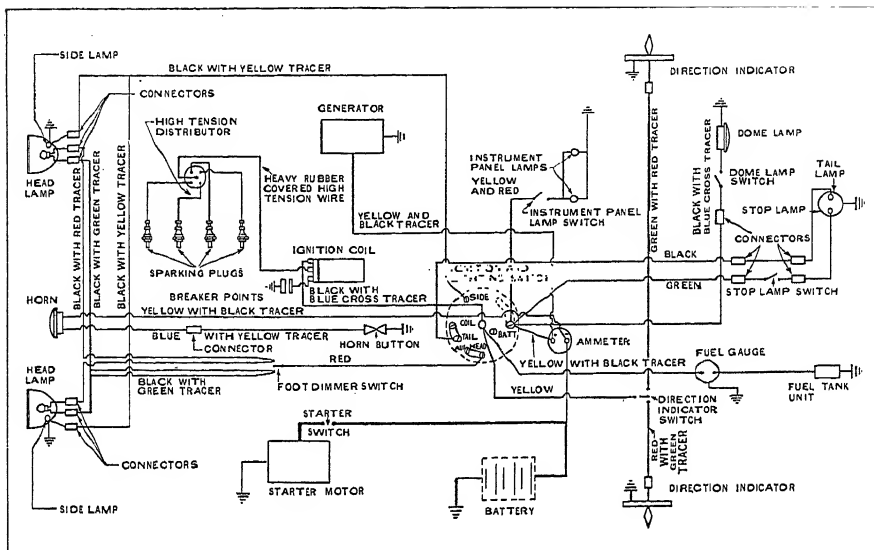 SIDE LAMP
BLACK WITH YELLOW TRACER
CONNECTORS
HIGH TENSION
DISTRIBUTOR
HEAD
LAMP
GENERATOR
DIRECTION INDICATOR
HEAVY RUBBER
COVERED HIGH
TENSION WIRE
INSTRUMENT
PANEL LAMPS
YELLOW
AND RED
INSTRUMENT PANEL
LAMP SWITCH
DOME LAMP
DOME LAMP
SWITCH
TAIL
LAMP
STOP LAMP
CONNECTORS
BLACK WITH RED TRACER
BLACK WITH GREEN TRACER
BLACK WITH YELLOW TRACER
GREEN WITH RED TRACER
BLACK WITH
BLUE CROSS TRACER
YELLOW AND
BLACK TRACER
SPARKING PLUGS
IGNITION COIL
BLACK WITH
BLUE CROSS TRACER
BREAKER POINTS
BLACK
GREEN
STOP LAMP SWITCH
HORN
YELLOW WITH BLACK TRACER
BLUE
WITH YELLOW TRACER
CONNECTOR
HORN BUTTON
SIDE
COIL
BATT.
TAIL
HEAD
AMMETER
YELLOW WITH BLACK TRACER
FUEL GAUGE
FUEL
UNIT
TANK
HEAD
LAMP
RED
BLACK WITH
GREEN TRACER
FOOT DIMMER SWITCH
YELLOW
DIRECTION
INDICATOR
SWITCH
STARTER
SWITCH
RED
WITH
GREEN
TRACER
CONNECTORS
SIDE LAMP
STARTER MOTOR
BATTERY
DIRECTION INDICATOR